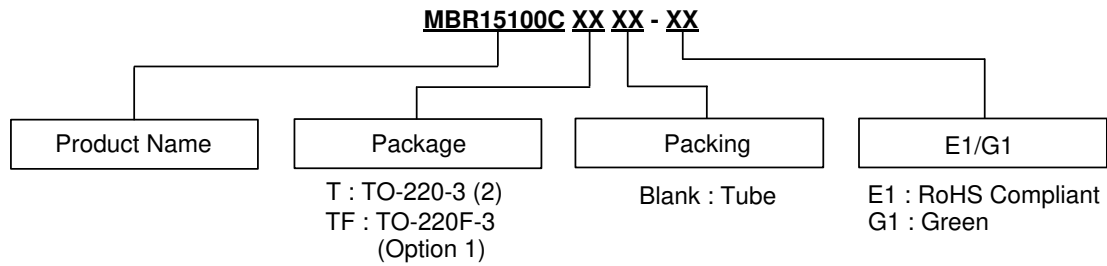 MBR15100C XX XX - XX
Product Name
Package
Packing
E1/G1
T : TO-220-3 (2)
TF : TO-220F-3
(Option 1)
Blank : Tube
E1 : RoHS Compliant
G1 : Green